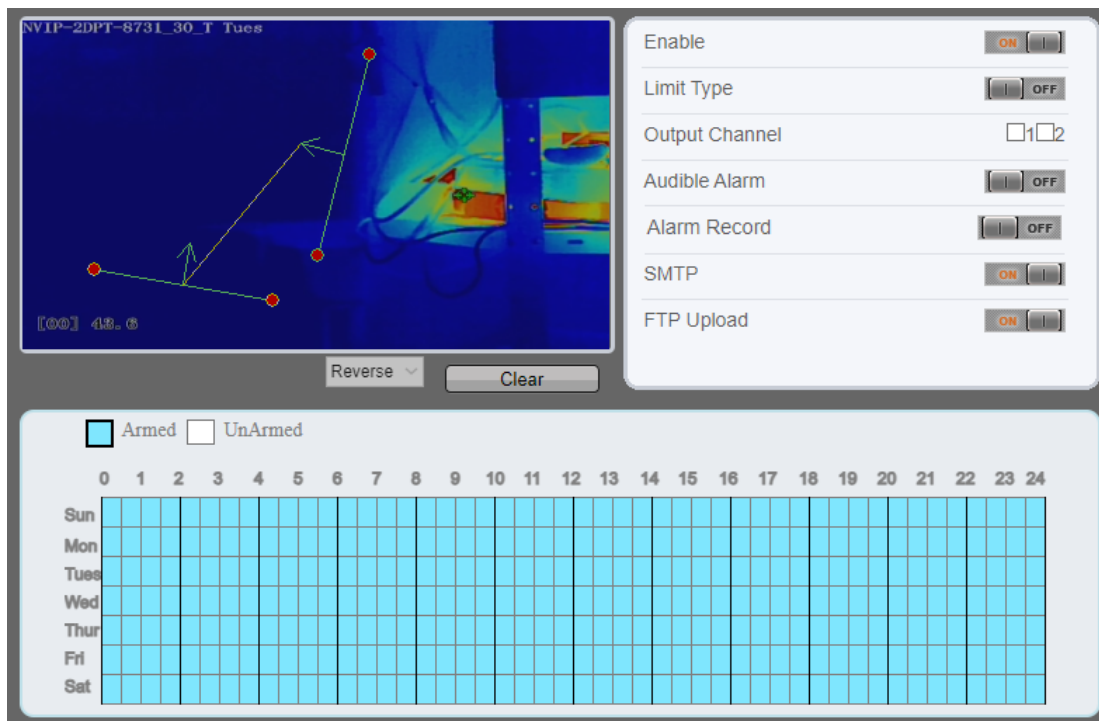 NVIP-2DPT-8731_30_T Tues
[00] 43.6
Reverse
Clear
Enable ON
Limit Type OFF
Output Channel 1 2
Audible Alarm OFF
Alarm Record OFF
SMTP ON
FTP Upload ON
Armed UnArmed
0 1 2 3 4 5 6 7 8 9 10 11 12 13 14 15 16 17 18 19 20 21 22 23 24
Sun
Mon
Tues
Wed
Thur
Fri
Sat